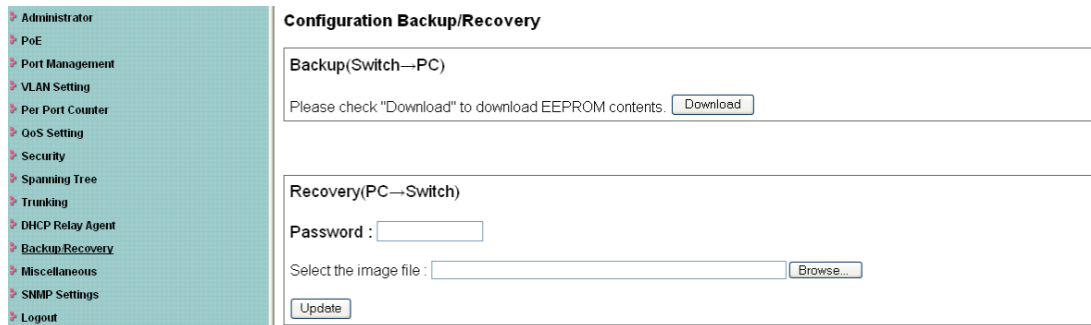 Administrator
PoE
Port Management
VLAN Setting
Per Port Counter
QoS Setting
Security
Spanning Tree
Trunking
DHCP Relay Agent
Backup/Recovery
Miscellaneous
SNMP Settings
Logout
Configuration Backup/Recovery
Backup(Switch→PC)
Please check "Download" to download EEPROM contents. Download
Recovery(PC→Switch)
Password :
Select the image file : Browse...
Update